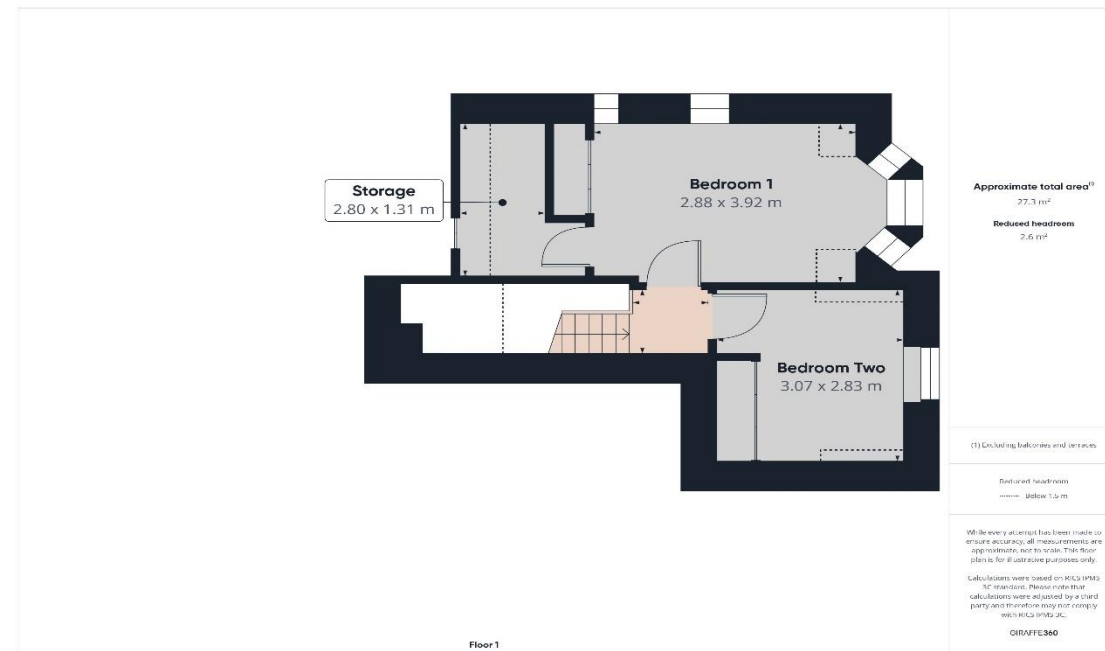 Storage
2.80 x 1.31 m
Bedroom 1
2.88 x 3.92 m
Bedroom Two
3.07 x 2.83 m
Floor 1
Approximate total area⁽¹⁾
27.3 m²
Reduced headroom
2.6 m²
(1) Excluding balconies and terraces
Reduced headroom
Below 1.5 m
While every attempt has been made to
ensure accuracy, all measurements are
approximate, not to scale. This floor
plan is for illustrative purposes only.
Calculations were based on RICS IPMS
3C standard. Please note that
calculations were adjusted by a third
party and therefore may not comply
with RICS IPMS 3C.
GIRAFFE360